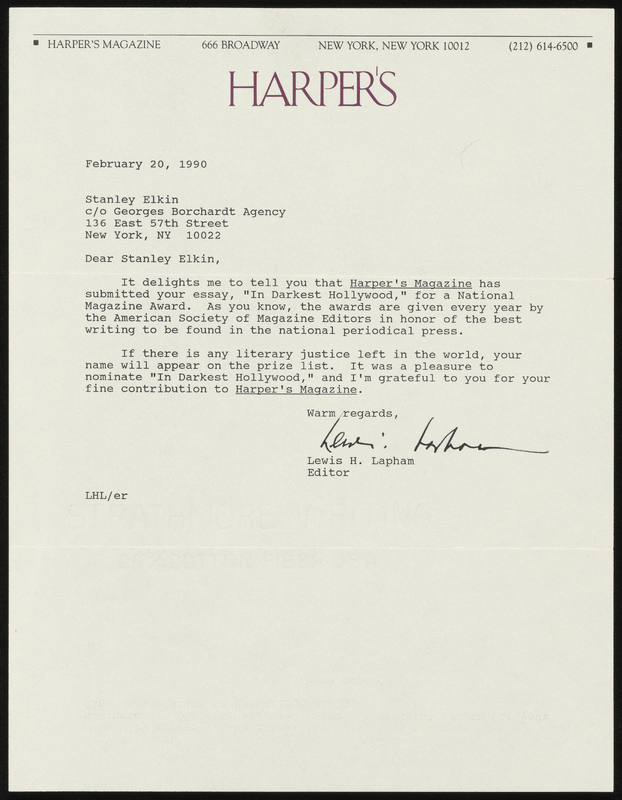 HARPER'S MAGAZINE 666 BROADWAY NEW YORK, NEW YORK 10012 (212) 614-6500
HARPER'S
February 20, 1990
Stanley Elkin
c/o Georges Borchardt Agency
136 East 57th Street
New York, NY 10022
Dear Stanley Elkin,
It delights me to tell you that Harper's Magazine has
submitted your essay, "In Darkest Hollywood," for a National
Magazine Award. As you know, the awards are given every year by
the American Society of Magazine Editors in honor of the best
writing to be found in the national periodical press.
If there is any literary justice left in the world, your
name will appear on the prize list. It was a pleasure to
nominate "In Darkest Hollywood," and I'm grateful to you for your
fine contribution to Harper's Magazine.
Warm regards,
Lewis Lapham
Lewis H. Lapham
Editor
LHL/er